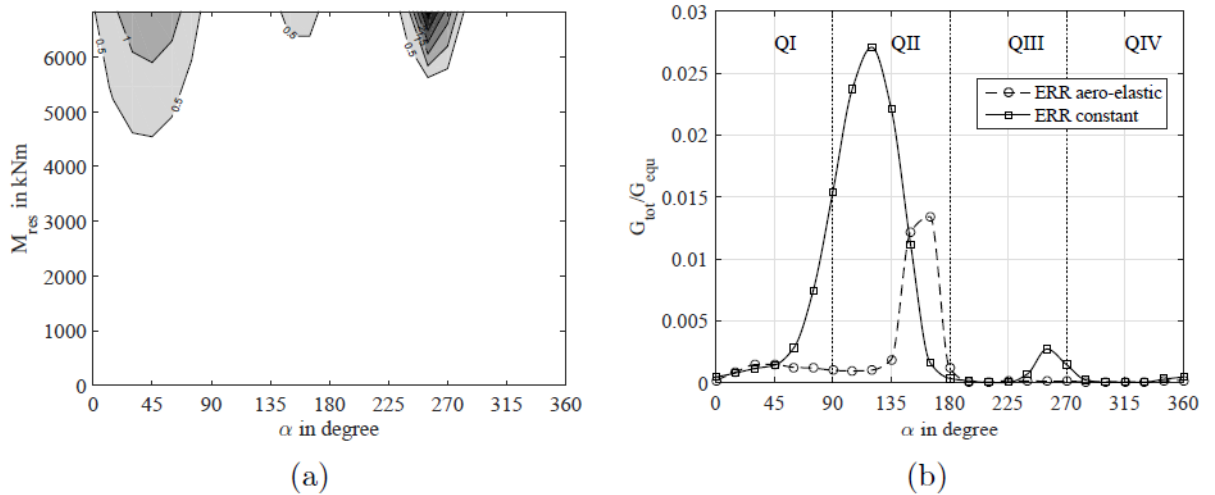 6000
5000
4000
3000
2000
1000
0
M_res in kNm
0.5
1
0.5
0.5
0.5
0.5
0 45 90 135 180 225 270 315 360
α in degree
(a)
0.03
0.025
0.02
0.015
0.01
0.005
0
G_tot/G_equ
QI QII QIII QIV
ERR aero-elastic
ERR constant
0 45 90 135 180 225 270 315 360
α in degree
(b)